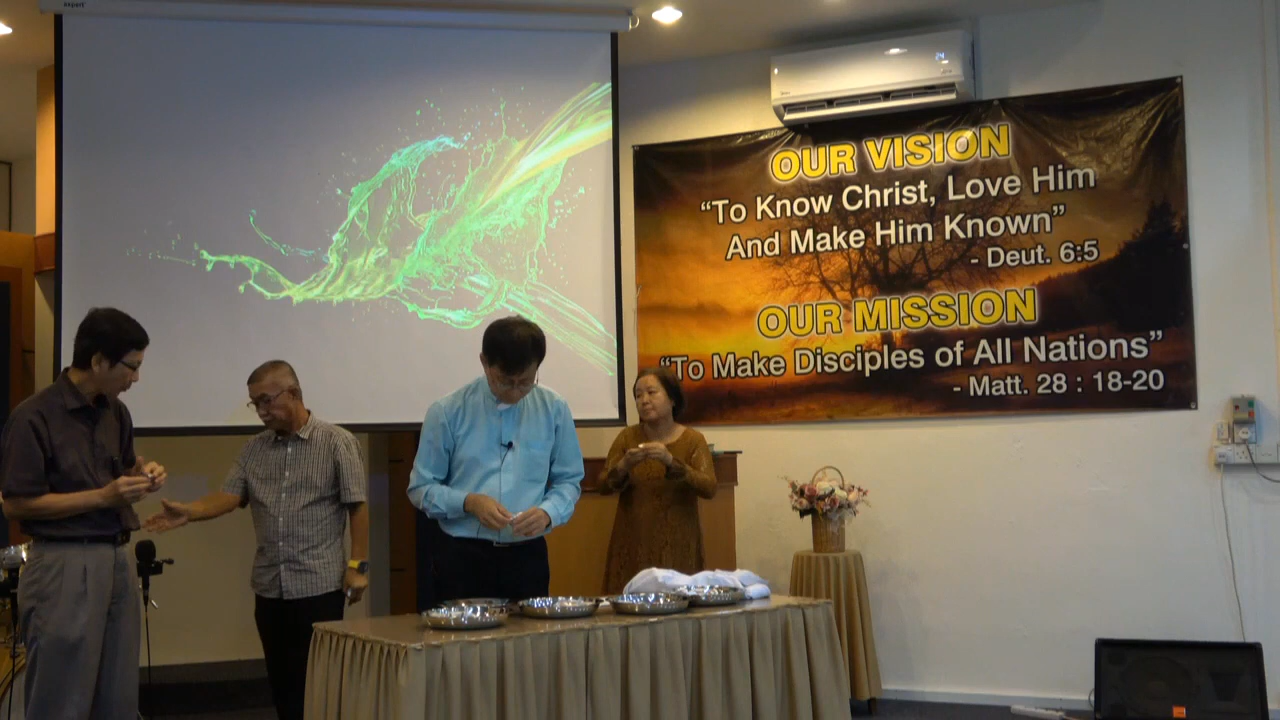 OUR VISION
“To Know Christ, Love Him
And Make Him Known”
- Deut. 6:5
OUR MISSION
“To Make Disciples of All Nations”
- Matt. 28 : 18-20